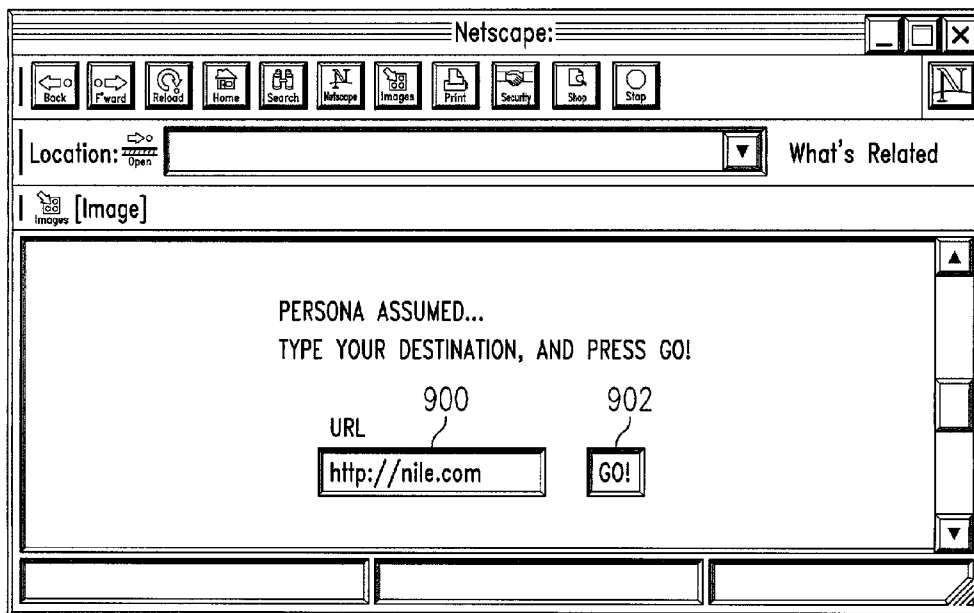 Netscape:
Back F'ward Reload Home Search Netscape Images Print Security Shop Stop
N
Location: Open What's Related
Images [Image]
PERSONA ASSUMED...
TYPE YOUR DESTINATION, AND PRESS GO!
900 902
URL
http://nile.com GO!